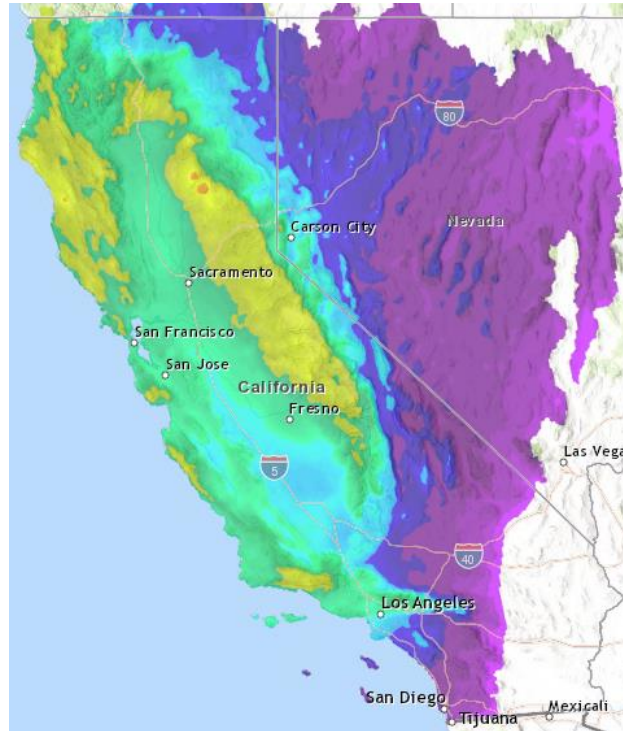 80
Nevada
Carson City
Sacramento
San Francisco
San Jose
California
Fresno
5
Las Vega
40
Los Angeles
San Diego
Mexicali
Tijuana